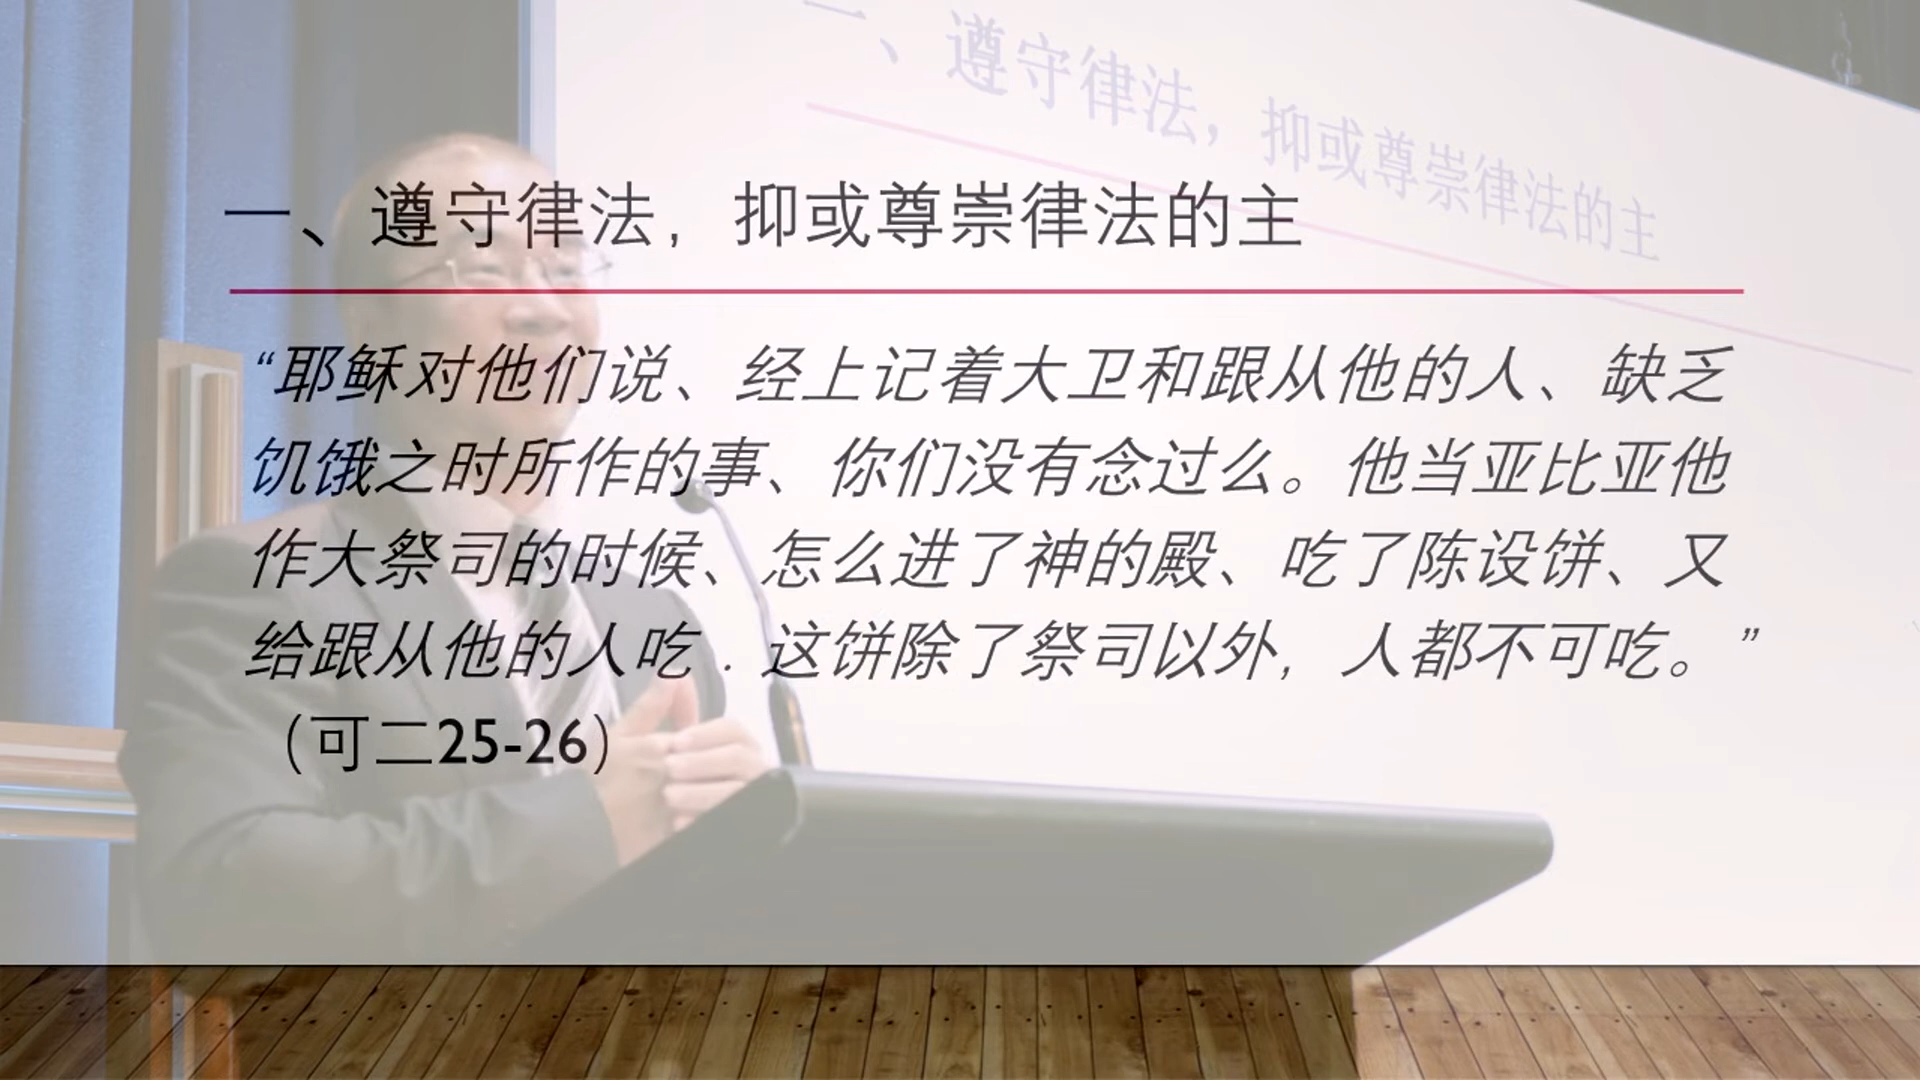 一、遵守律法，抑或尊崇律法的主
一、遵守律法，抑或尊崇律法的主
“耶稣对他们说、经上记着大卫和跟从他的人、缺乏
饥饿之时所作的事、你们没有念过么。他当亚比亚他
作大祭司的时候、怎么进了神的殿、吃了陈设饼、又
给跟从他的人吃．这饼除了祭司以外，人都不可吃。”
（可二25-26）